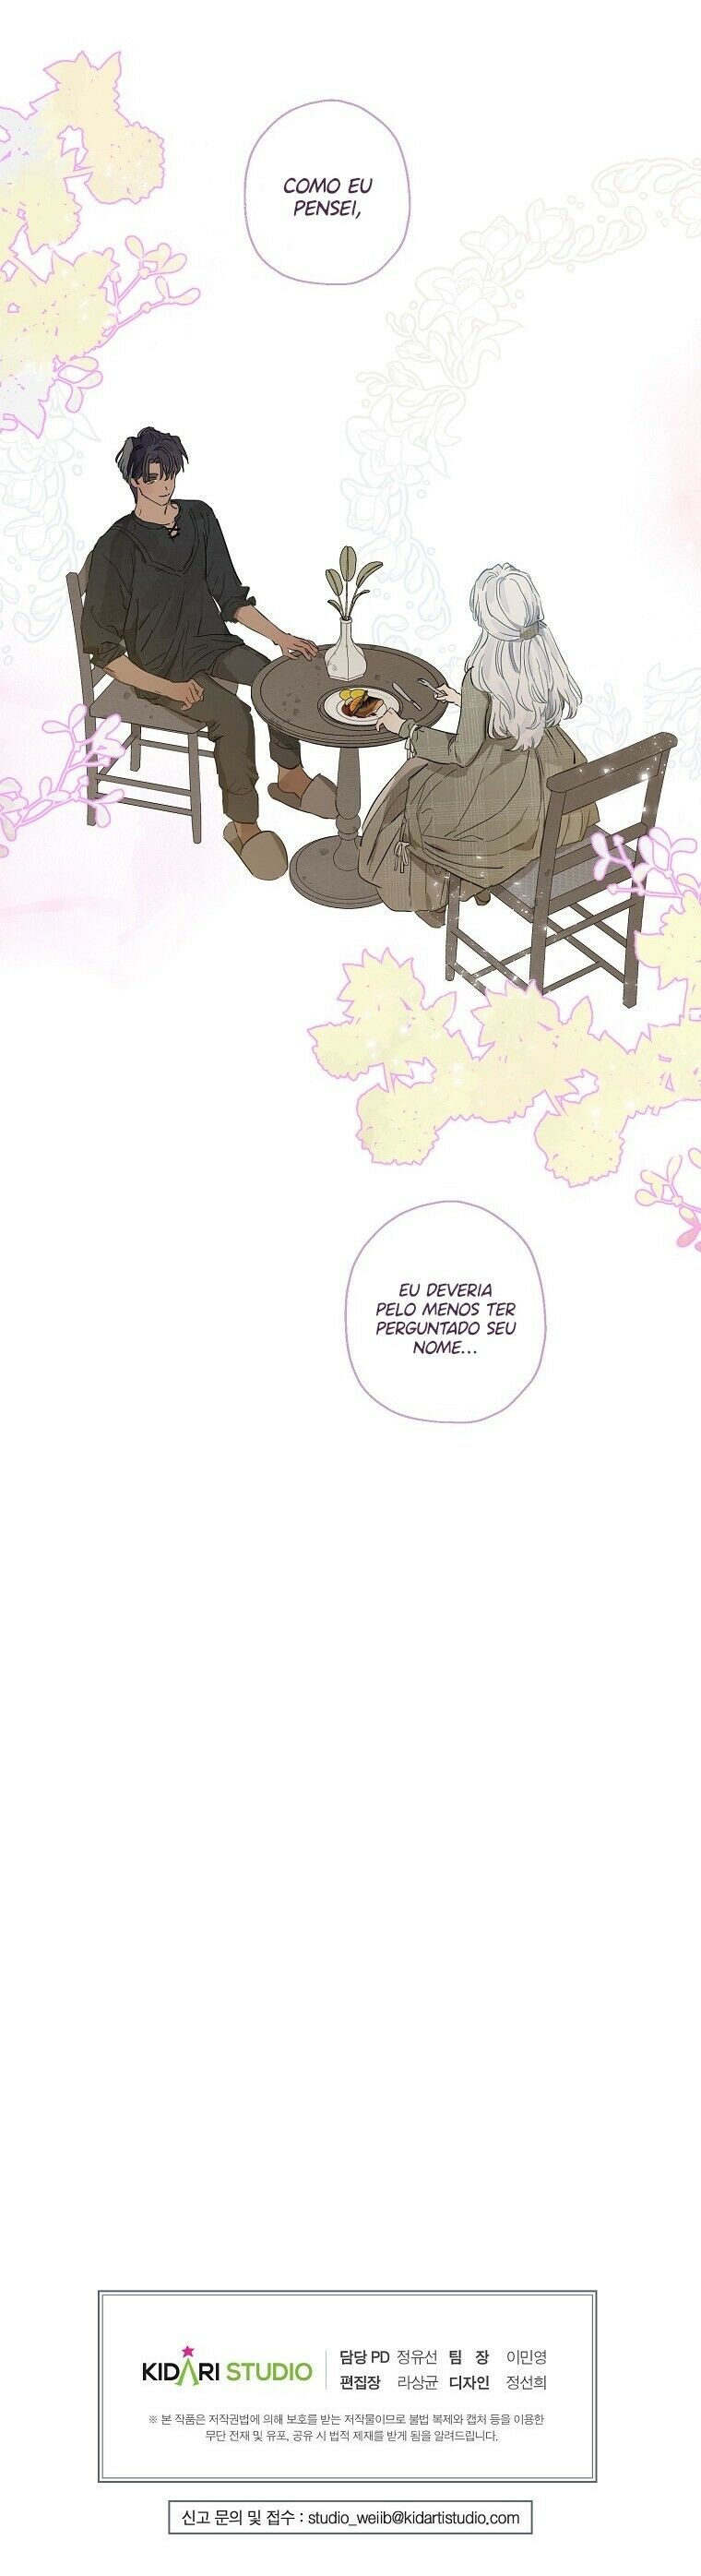 COMO EU
PENSEI,
EU DEVERIA
PELO MENOS TER
PERGUNTADO SEU
NOME...
KIDARI STUDIO
담당 PD 정유선 팀 장 이민영
편집장 라상균 디자인 정선희
※ 본 작품은 저작권법에 의해 보호를 받는 저작물이므로 불법 복제와 캡처 등을 이용한
무단 전재 및 유포, 공유 시 법적 제재를 받게 됨을 알려드립니다.
신고 문의 및 접수 : studio_weiib@kidartistudio.com